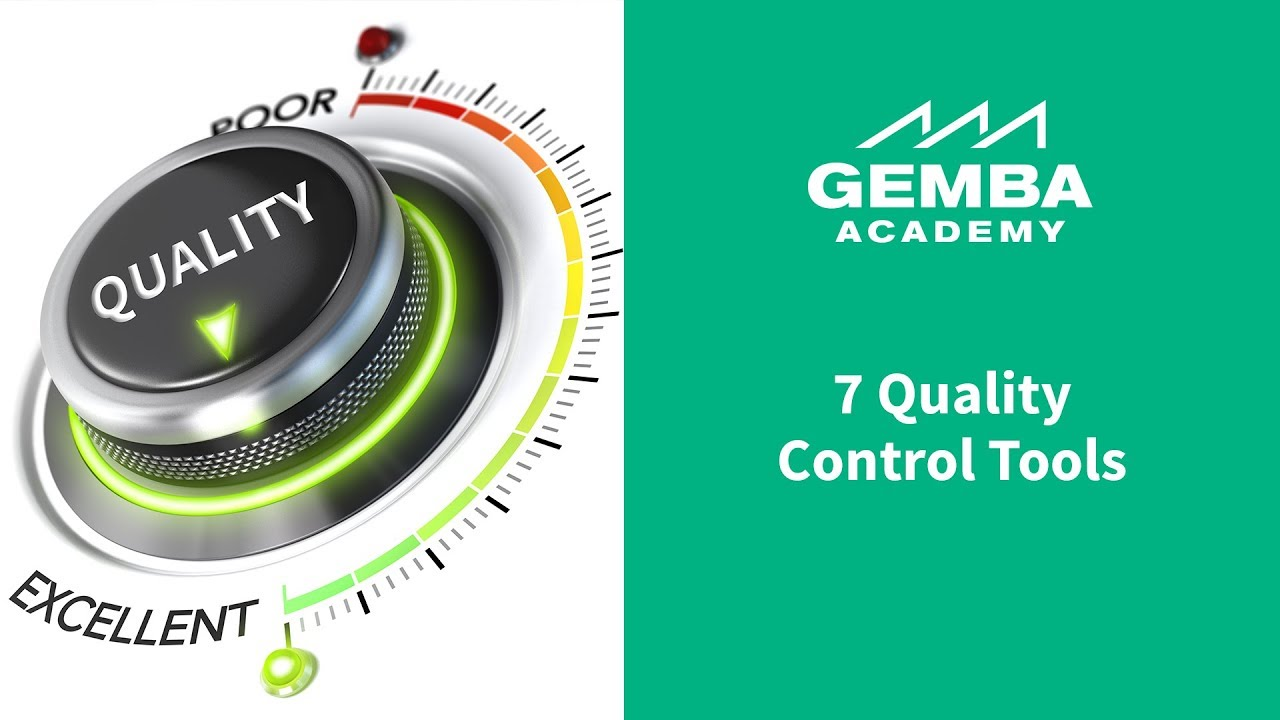 POOR
QUALITY
EXCELLENT
GEMBA
ACADEMY
7 Quality
Control Tools